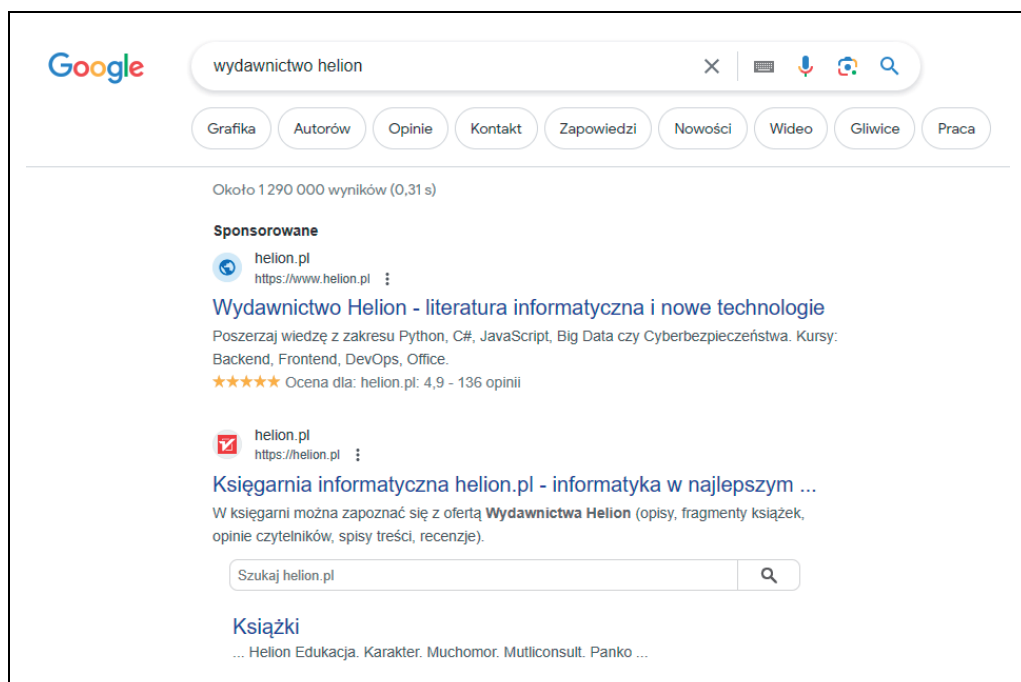 Google
wydawnictwo helion
Grafika Autorów Opinie Kontakt Zapowiedzi Nowości Wideo Gliwice Praca
Około 1 290 000 wyników (0,31 s)
Sponsorowane
helion.pl
https://www.helion.pl
Wydawnictwo Helion - literatura informatyczna i nowe technologie
Poszerzaj wiedzę z zakresu Python, C#, JavaScript, Big Data czy Cyberbezpieczeństwa. Kursy:
Backend, Frontend, DevOps, Office.
★★★★★ Ocena dla: helion.pl: 4,9 - 136 opinii
helion.pl
https://helion.pl
Księgarnia informatyczna helion.pl - informatyka w najlepszym ...
W księgarni można zapoznać się z ofertą Wydawnictwa Helion (opisy, fragmenty książek,
opinie czytelników, spisy treści, recenzje).
Szukaj helion.pl
Książki
... Helion Edukacja. Karakter. Muchomor. Mutliconsult. Panko ...